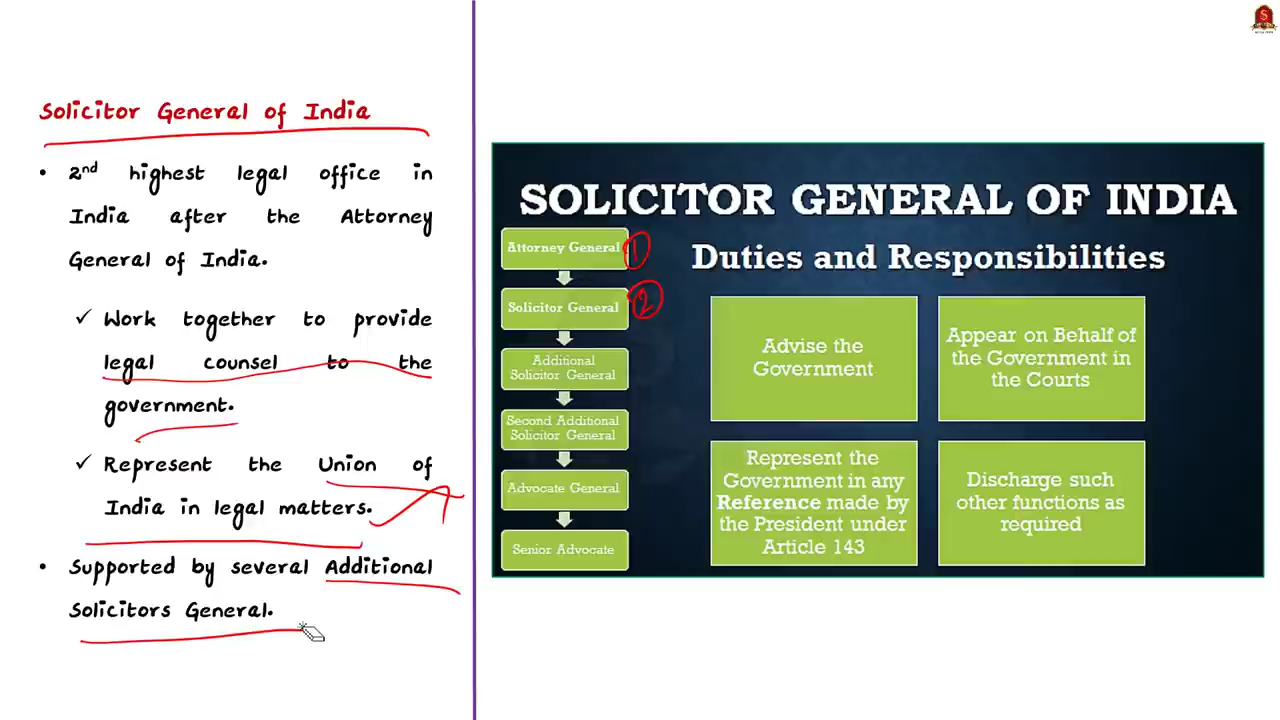 Solicitor General of India
• 2nd highest legal office in
India after the Attorney
General of India.
✓ Work together to provide
legal counsel to the
government.
✓ Represent the Union of
India in legal matters.
• Supported by several Additional
Solicitors General.
SOLICITOR GENERAL OF INDIA
Duties and Responsibilities
Attorney General
1
Solicitor General
2
Additional
Solicitor General
Second Additional
Solicitor General
Advocate General
Senior Advocate
Advise the
Government
Appear on Behalf of
the Government in
the Courts
Represent the
Government in any
Reference made by
the President under
Article 143
Discharge such
other functions as
required